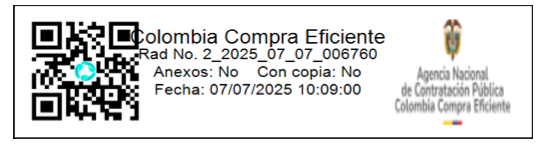 Colombia Compra Eficiente
Rad No. 2_2025_07_07_006760
Anexos: No Con copia: No
Fecha: 07/07/2025 10:09:00
Agencia Nacional
de Contratación Pública
Colombia Compra Eficiente